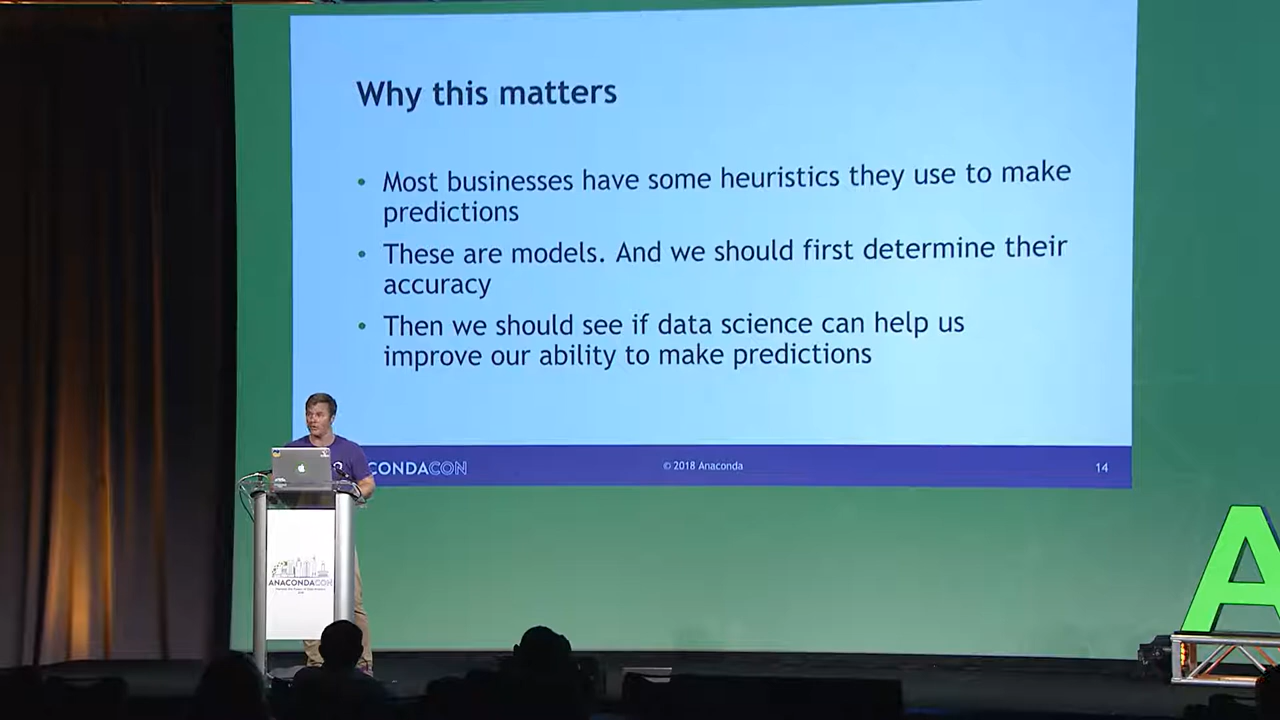 Why this matters
• Most businesses have some heuristics they use to make
predictions
• These are models. And we should first determine their
accuracy
• Then we should see if data science can help us
improve our ability to make predictions
CONDACON
© 2018 Anaconda
14
ANACONDACON
A